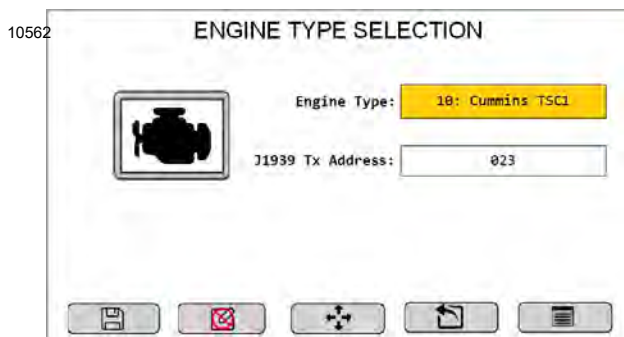 10562
ENGINE TYPE SELECTION
Engine Type: 10: Cummins TSC1
J1939 Tx Address: 023